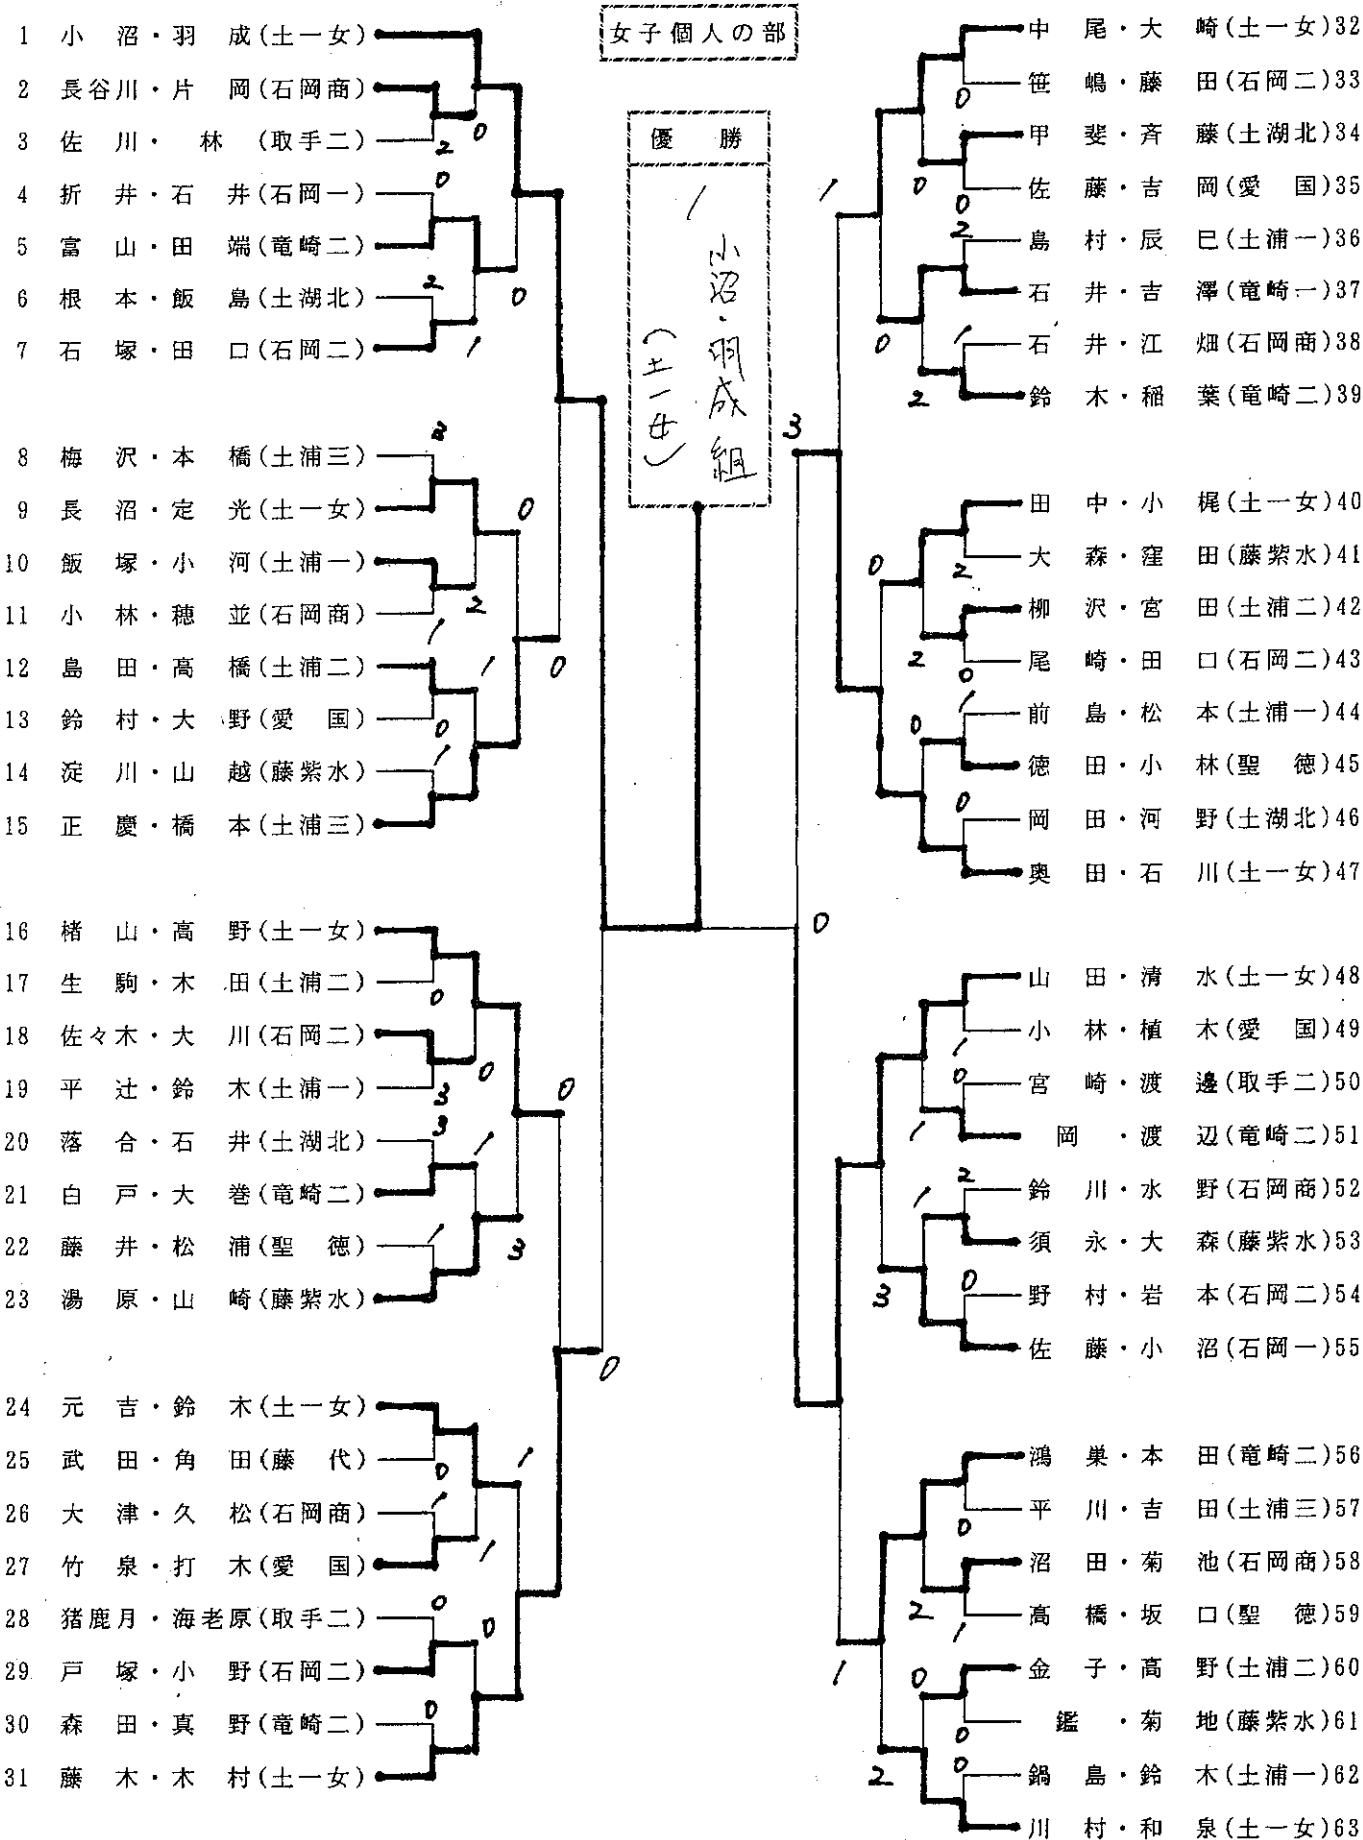 女子個人の部
優　勝
1
小沼・羽成組
(土一女)
1 小 沼・羽 成(土一女)
2 長谷川・片 岡(石岡商)
3 佐 川・ 林 (取手二)
4 折 井・石 井(石岡一)
5 富 山・田 端(竜崎二)
6 根 本・飯 島(土湖北)
7 石 塚・田 口(石岡二)
8 梅 沢・本 橋(土浦三)
9 長 沼・定 光(土一女)
10 飯 塚・小 河(土浦一)
11 小 林・穂 並(石岡商)
12 島 田・高 橋(土浦二)
13 鈴 村・大 野(愛 国)
14 淀 川・山 越(藤紫水)
15 正 慶・橋 本(土浦三)
16 楮 山・高 野(土一女)
17 生 駒・木 田(土浦二)
18 佐々木・大 川(石岡二)
19 平 辻・鈴 木(土浦一)
20 落 合・石 井(土湖北)
21 白 戸・大 巻(竜崎二)
22 藤 井・松 浦(聖 徳)
23 湯 原・山 崎(藤紫水)
24 元 吉・鈴 木(土一女)
25 武 田・角 田(藤 代)
26 大 津・久 松(石岡商)
27 竹 泉・打 木(愛 国)
28 猪鹿月・海老原(取手二)
29 戸 塚・小 野(石岡二)
30 森 田・真 野(竜崎二)
31 藤 木・木 村(土一女)
中 尾・大 崎(土一女)32
笹 嶋・藤 田(石岡二)33
甲 斐・斉 藤(土湖北)34
佐 藤・吉 岡(愛 国)35
島 村・辰 巳(土浦一)36
石 井・吉 澤(竜崎一)37
石 井・江 畑(石岡商)38
鈴 木・稲 葉(竜崎二)39
田 中・小 梶(土一女)40
大 森・窪 田(藤紫水)41
柳 沢・宮 田(土浦二)42
尾 崎・田 口(石岡二)43
前 島・松 本(土浦一)44
徳 田・小 林(聖 徳)45
岡 田・河 野(土湖北)46
奥 田・石 川(土一女)47
山 田・清 水(土一女)48
小 林・植 木(愛 国)49
宮 崎・渡 邊(取手二)50
岡 ・渡 辺(竜崎二)51
鈴 川・水 野(石岡商)52
須 永・大 森(藤紫水)53
野 村・岩 本(石岡二)54
佐 藤・小 沼(石岡一)55
鴻 巣・本 田(竜崎二)56
平 川・吉 田(土浦三)57
沼 田・菊 池(石岡商)58
高 橋・坂 口(聖 徳)59
金 子・高 野(土浦二)60
鑑 ・菊 地(藤紫水)61
鍋 島・鈴 木(土浦一)62
川 村・和 泉(土一女)63